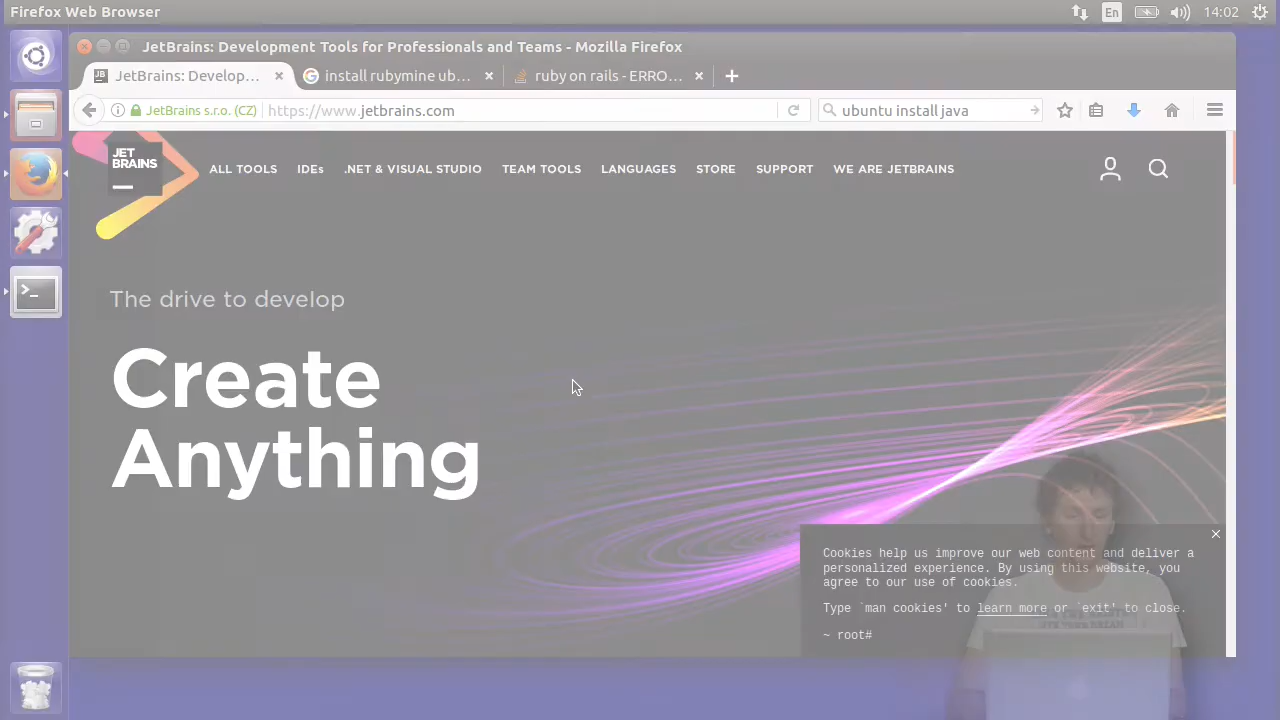 Firefox Web Browser
En
14:02
JetBrains: Development Tools for Professionals and Teams - Mozilla Firefox
JB
JetBrains: Develop...
install rubymine ub...
ruby on rails - ERRO...
JetBrains s.r.o. (CZ)
https://www.jetbrains.com
ubuntu install java
JET
BRAINS
ALL TOOLS
IDEs
.NET & VISUAL STUDIO
TEAM TOOLS
LANGUAGES
STORE
SUPPORT
WE ARE JETBRAINS
The drive to develop
Create
Anything
Cookies help us improve our web content and deliver a
personalized experience. By using this website, you
agree to our use of cookies.
Type `man cookies' to learn more or `exit' to close.
~ root#